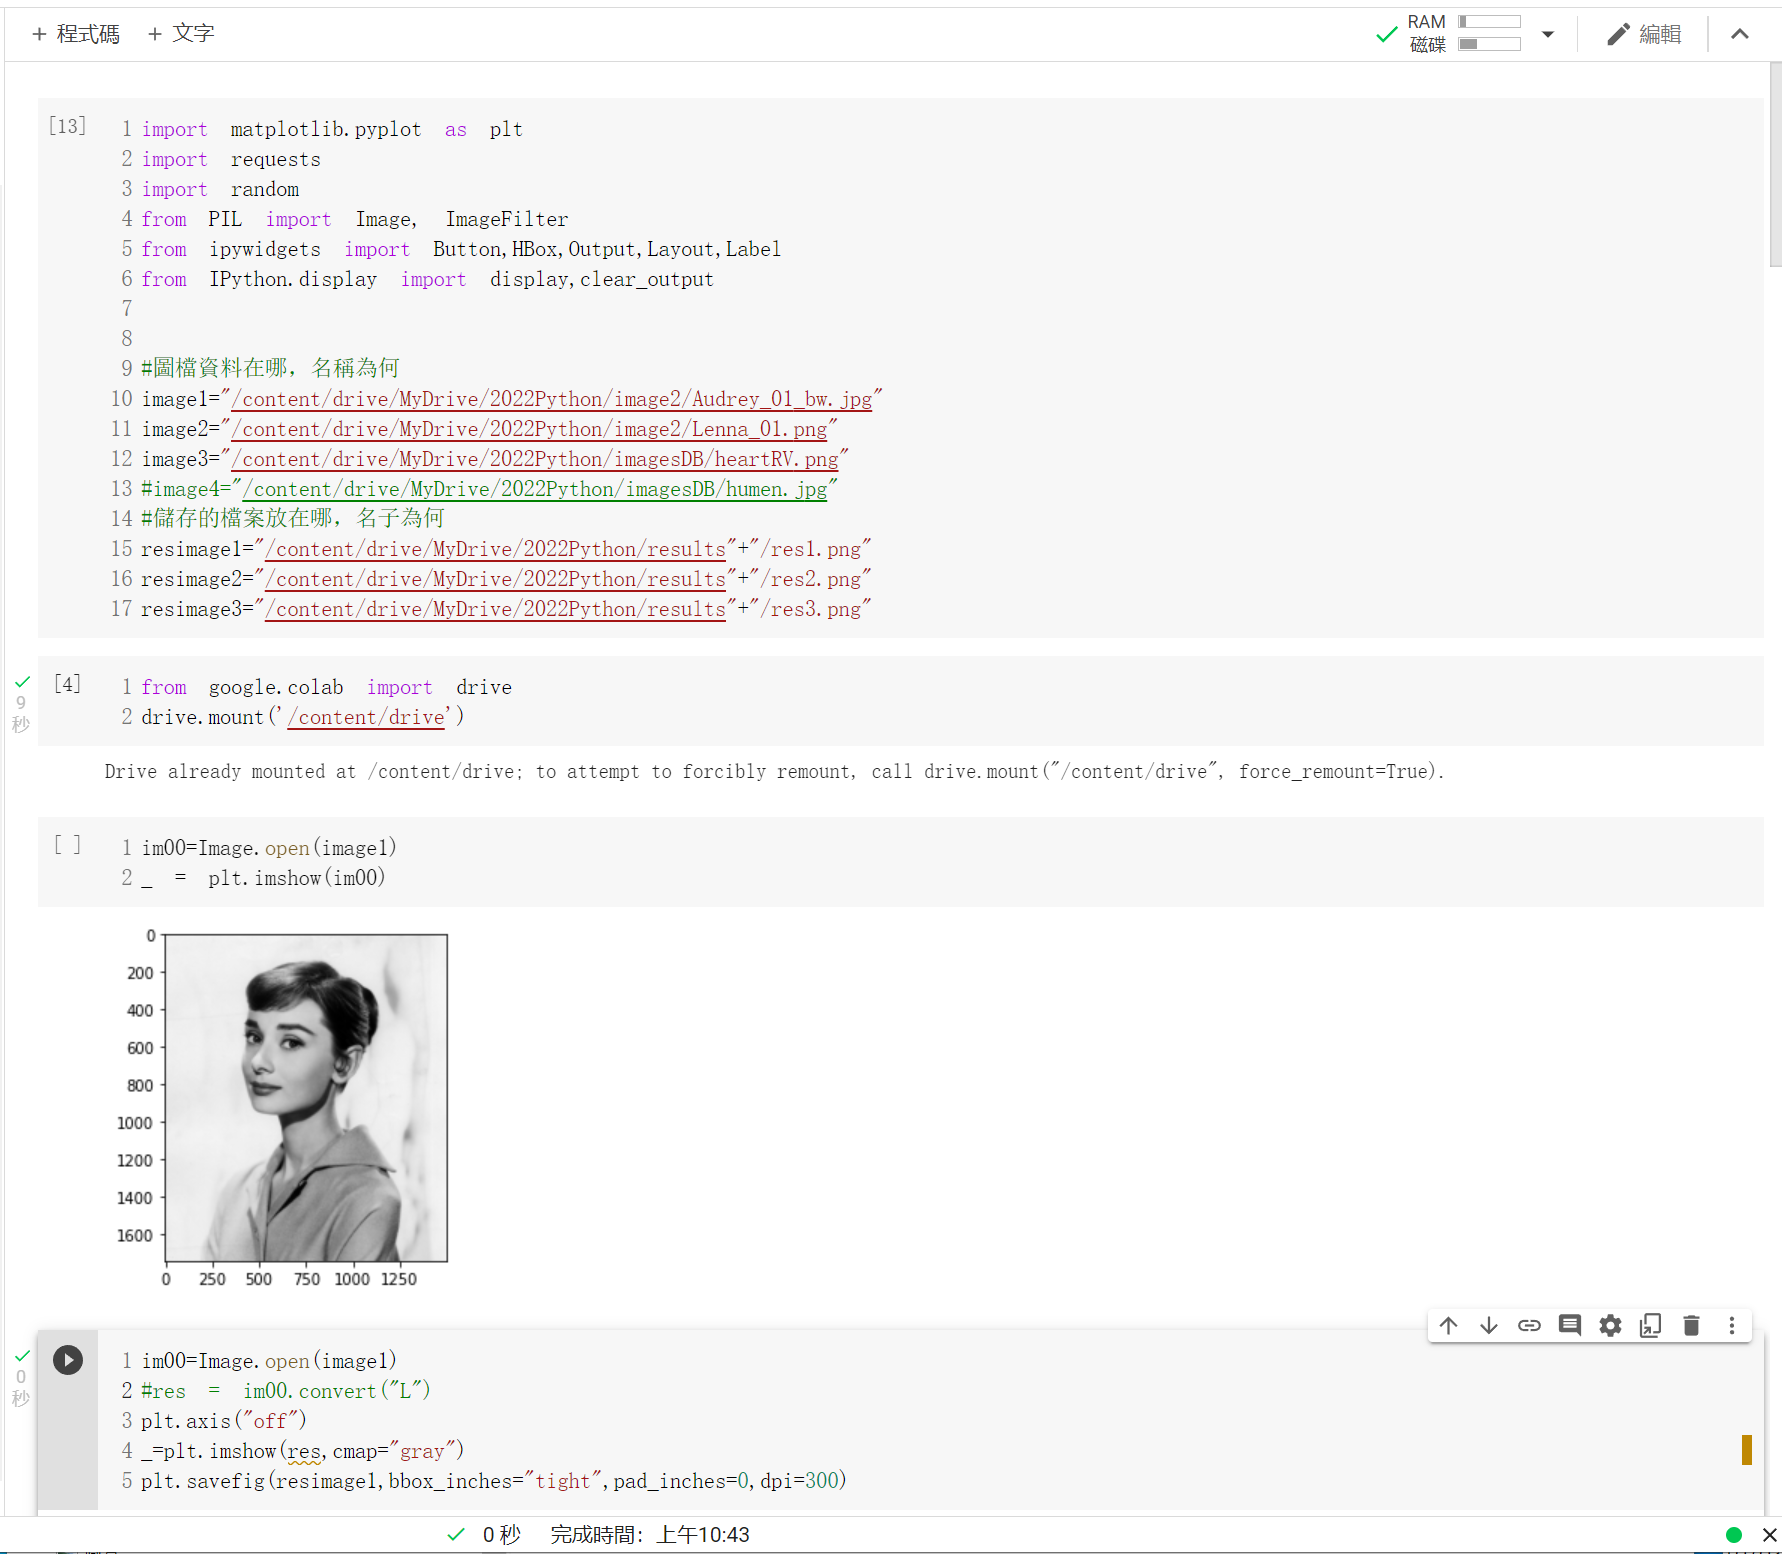 + 程式碼 + 文字
RAM
磁碟
編輯
[13]
1 import matplotlib.pyplot as plt
2 import requests
3 import random
4 from PIL import Image, ImageFilter
5 from ipywidgets import Button,HBox,Output,Layout,Label
6 from IPython.display import display,clear_output
7
8
9 #圖檔資料在哪，名稱為何
10 image1="/content/drive/MyDrive/2022Python/image2/Audrey_01_bw.jpg"
11 image2="/content/drive/MyDrive/2022Python/image2/Lenna_01.png"
12 image3="/content/drive/MyDrive/2022Python/imagesDB/heartRV.png"
13 #image4="/content/drive/MyDrive/2022Python/imagesDB/humen.jpg"
14 #儲存的檔案放在哪，名子為何
15 resimage1="/content/drive/MyDrive/2022Python/results"+"/res1.png"
16 resimage2="/content/drive/MyDrive/2022Python/results"+"/res2.png"
17 resimage3="/content/drive/MyDrive/2022Python/results"+"/res3.png"
9
秒
[4]
1 from google.colab import drive
2 drive.mount('/content/drive')
Drive already mounted at /content/drive; to attempt to forcibly remount, call drive.mount("/content/drive", force_remount=True).
[ ]
1 im00=Image.open(image1)
2 _ = plt.imshow(im00)
0
200
400
600
800
1000
1200
1400
1600
0 250 500 750 1000 1250
0
秒
1 im00=Image.open(image1)
2 #res = im00.convert("L")
3 plt.axis("off")
4 _=plt.imshow(res,cmap="gray")
5 plt.savefig(resimage1,bbox_inches="tight",pad_inches=0,dpi=300)
0 秒 完成時間：上午10:43